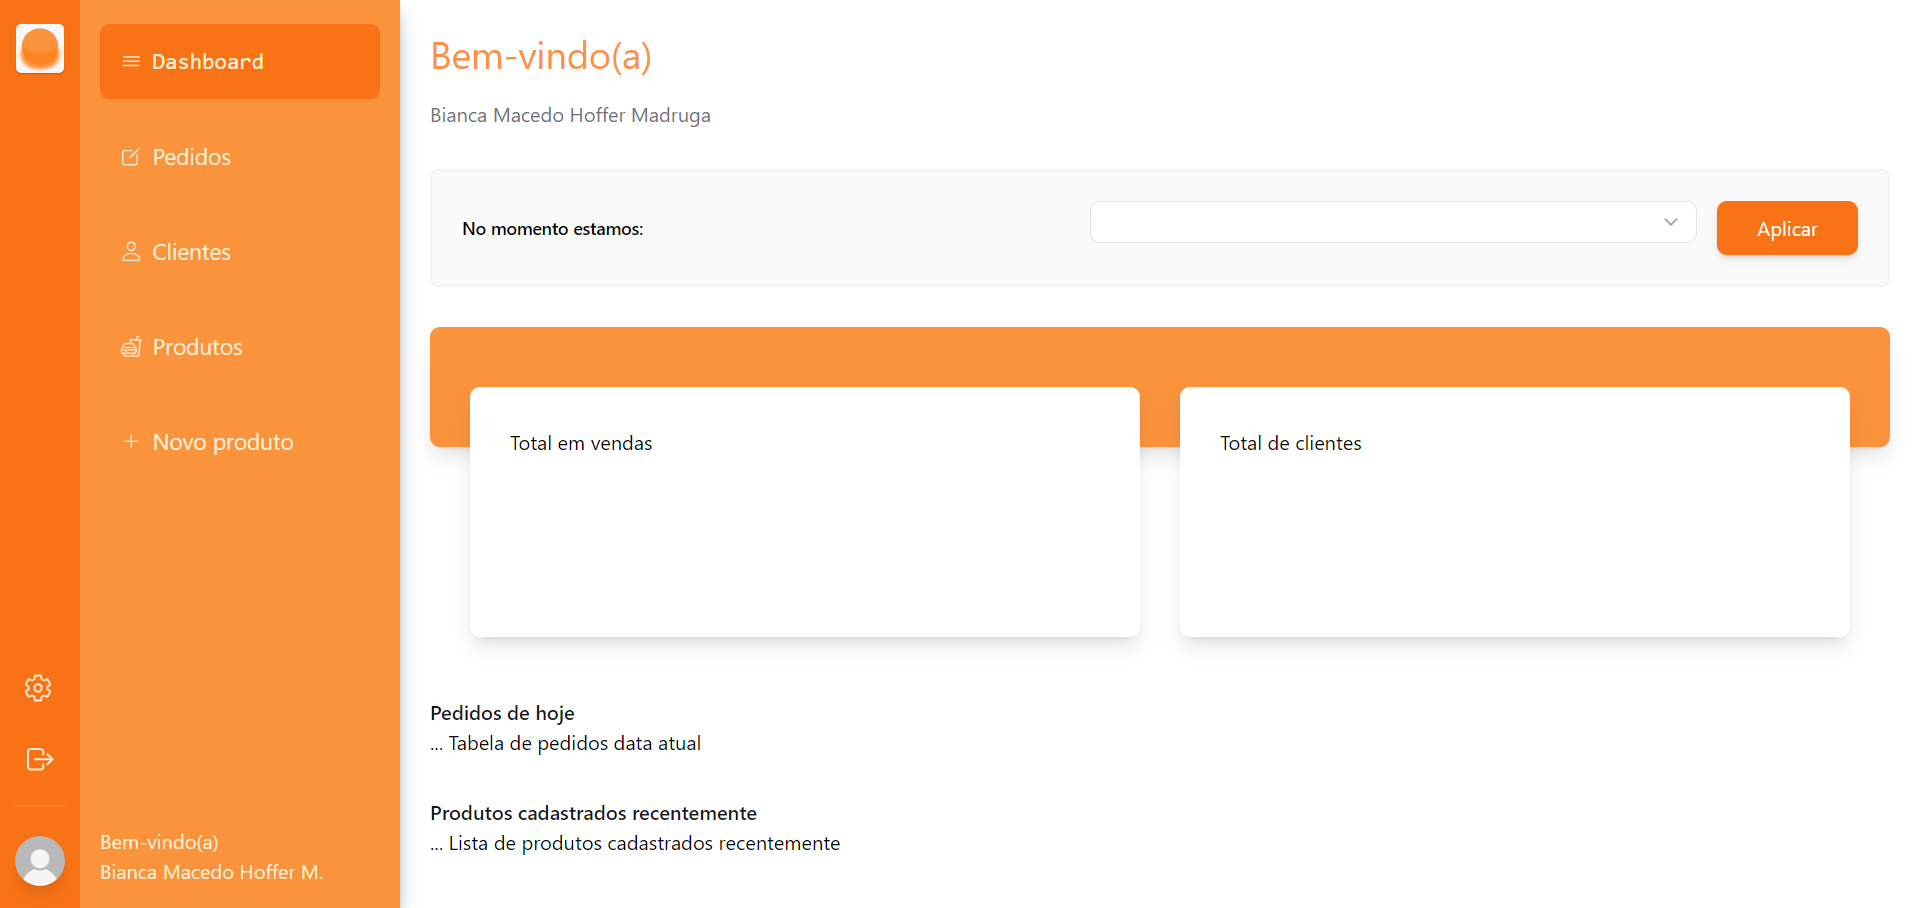 Dashboard
Pedidos
Clientes
Produtos
Novo produto
Bem-vindo(a)
Bianca Macedo Hoffer M.
Bem-vindo(a)
Bianca Macedo Hoffer Madruga
No momento estamos:
Aplicar
Total em vendas
Total de clientes
Pedidos de hoje
... Tabela de pedidos data atual
Produtos cadastrados recentemente
... Lista de produtos cadastrados recentemente